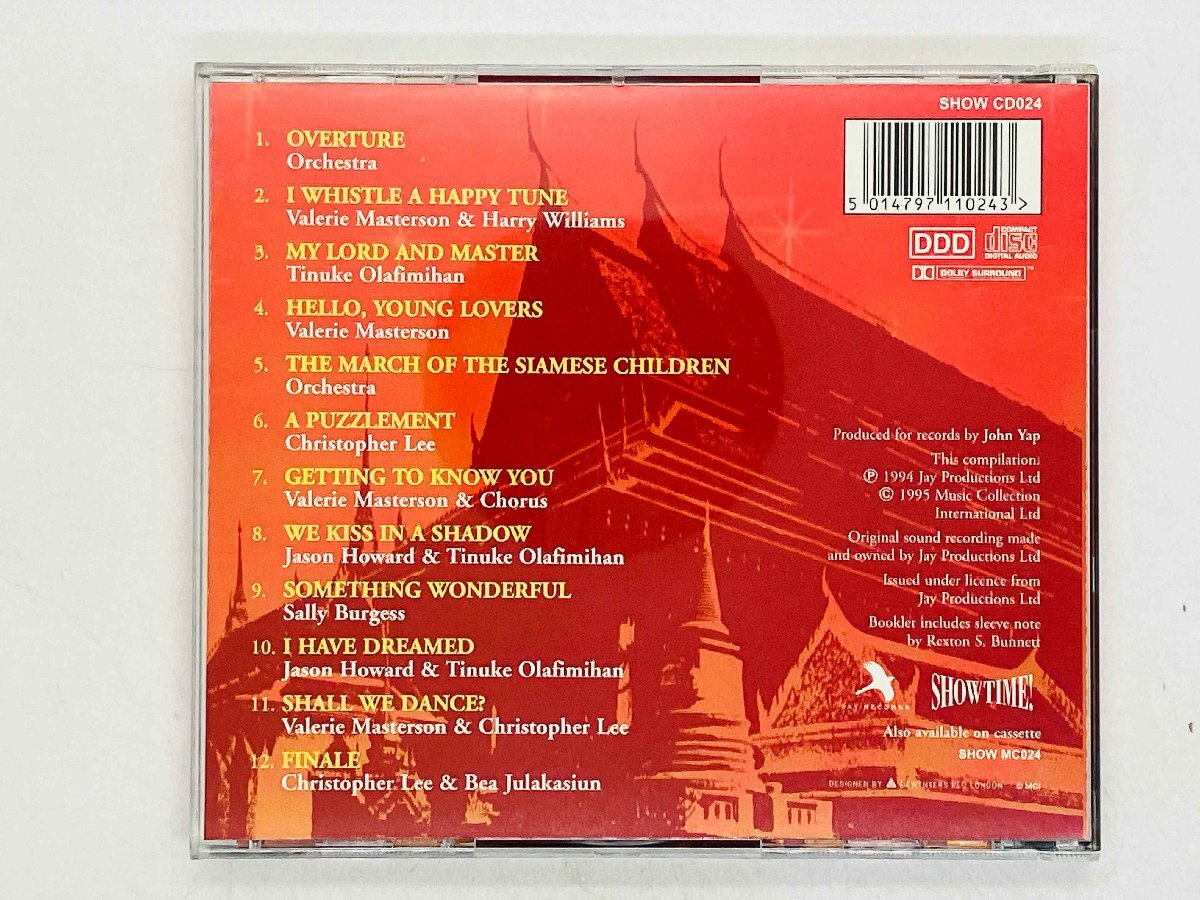 SHOW CD024
5 014797 110243 >
DDD
COMPACT
disc
DIGITAL AUDIO
DOLBY SURROUND
TM
1. OVERTURE
Orchestra
2. I WHISTLE A HAPPY TUNE
Valerie Masterson & Harry Williams
3. MY LORD AND MASTER
Tinuke Olafimihan
4. HELLO, YOUNG LOVERS
Valerie Masterson
5. THE MARCH OF THE SIAMESE CHILDREN
Orchestra
6. A PUZZLEMENT
Christopher Lee
7. GETTING TO KNOW YOU
Valerie Masterson & Chorus
8. WE KISS IN A SHADOW
Jason Howard & Tinuke Olafimihan
9. SOMETHING WONDERFUL
Sally Burgess
10. I HAVE DREAMED
Jason Howard & Tinuke Olafimihan
11. SHALL WE DANCE?
Valerie Masterson & Christopher Lee
12. FINALE
Christopher Lee & Bea Julakasiun
Produced for records by John Yap
This compilation:
℗ 1994 Jay Productions Ltd
© 1995 Music Collection
International Ltd
Original sound recording made
and owned by Jay Productions Ltd
Issued under licence from
Jay Productions Ltd
Booklet includes sleeve note
by Rexton S. Bunnett
JAY RECORDS
SHOWTIME!
Also available on cassette
SHOW MC024
DESIGNED BY LONDON © MCI